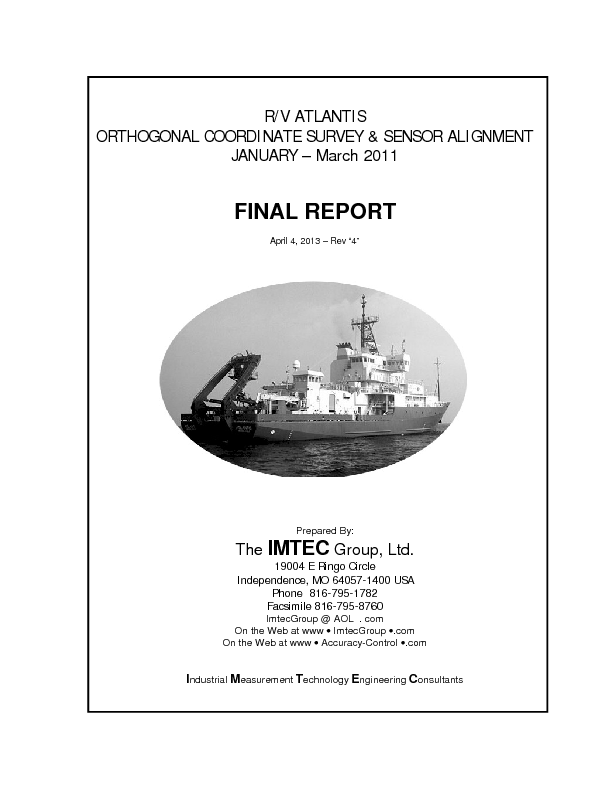 R/V ATLANTIS
ORTHOGONAL COORDINATE SURVEY & SENSOR ALIGNMENT
JANUARY – March 2011
FINAL REPORT
April 4, 2013 – Rev "4"
Prepared By:
The IMTEC Group, Ltd.
19004 E Ringo Circle
Independence, MO 64057-1400 USA
Phone 816-795-1782
Facsimile 816-795-8760
ImtecGroup @ AOL . com
On the Web at www • ImtecGroup •.com
On the Web at www • Accuracy-Control •.com
Industrial Measurement Technology Engineering Consultants